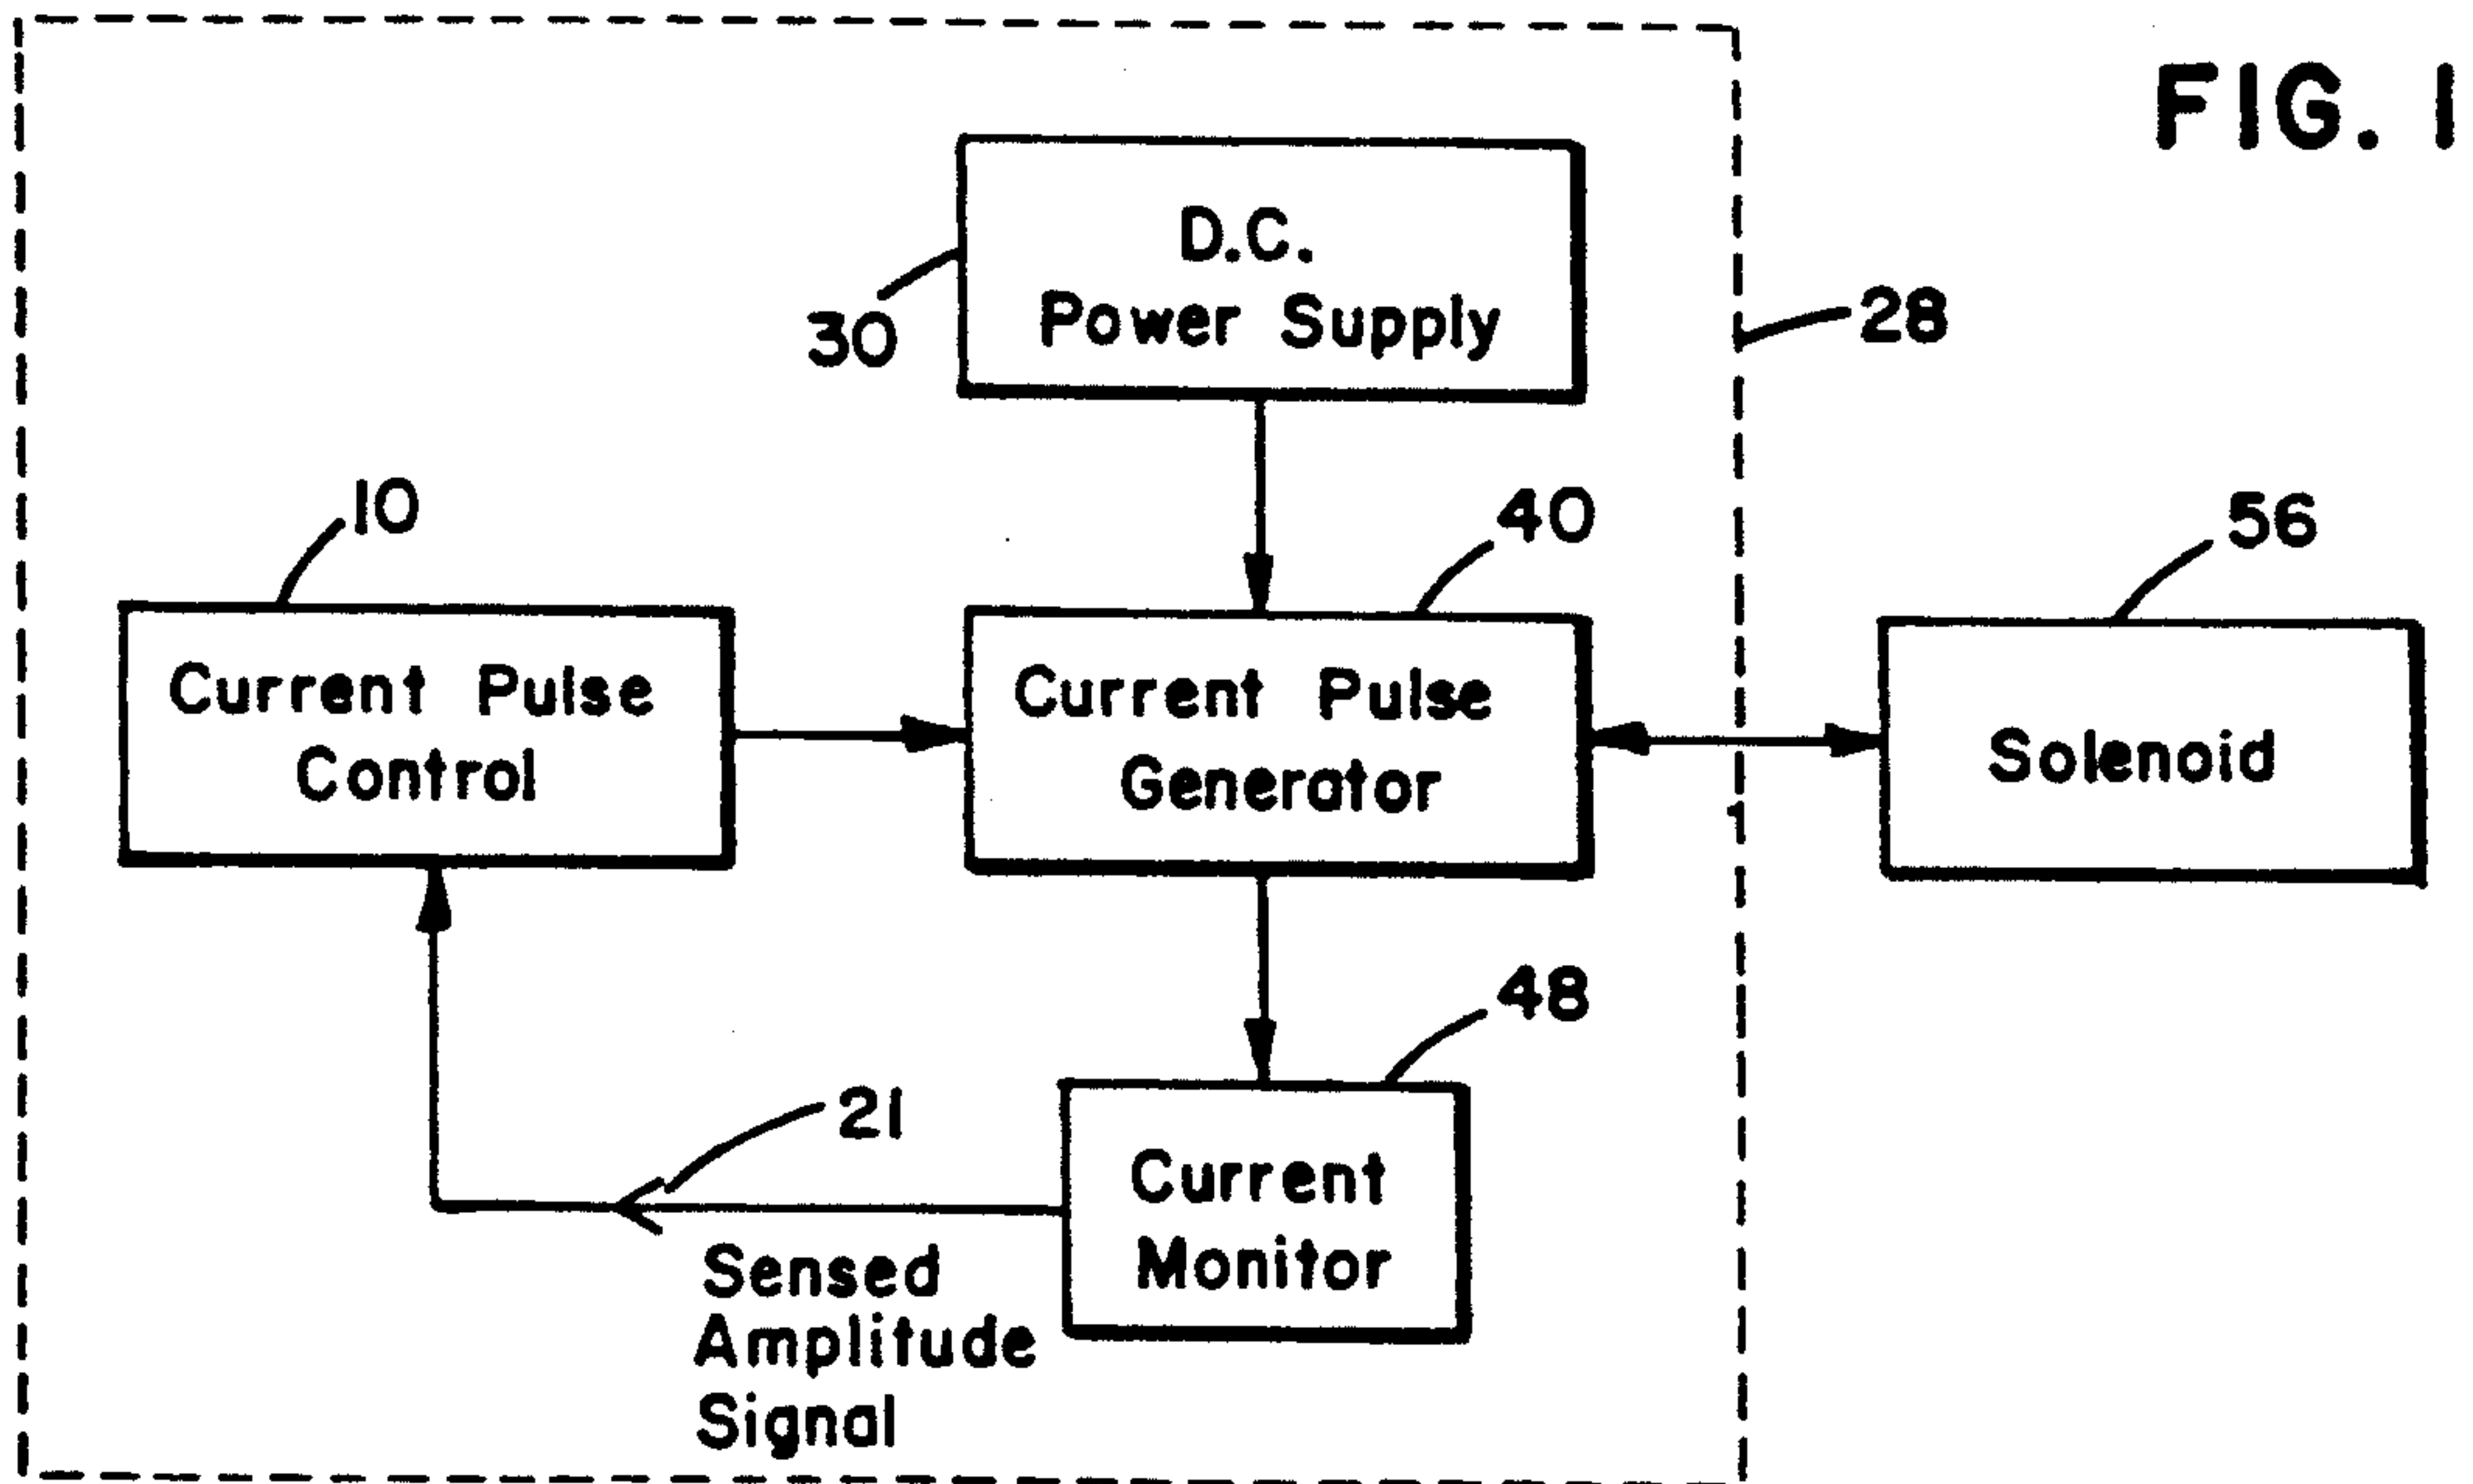 FIG. 1
D.C.
Power Supply
30
28
10
40
56
Current Pulse
Control
Current Pulse
Generator
Solenoid
48
21
Current
Monitor
Sensed
Amplitude
Signal